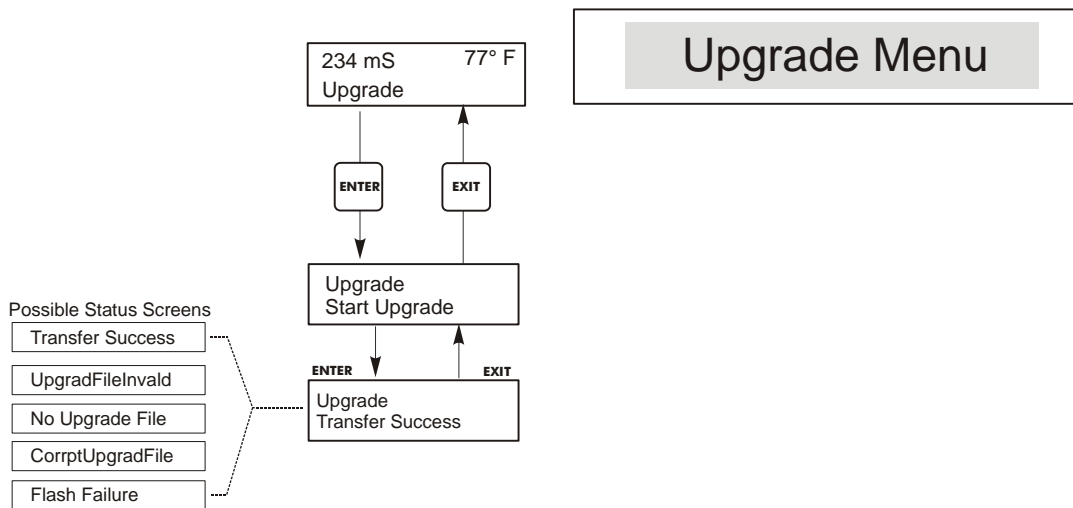 Upgrade Menu
234 mS 77° F
Upgrade
ENTER EXIT
Upgrade
Start Upgrade
ENTER EXIT
Upgrade
Transfer Success
Possible Status Screens
Transfer Success
UpgradFileInvald
No Upgrade File
CorrptUpgradFile
Flash Failure